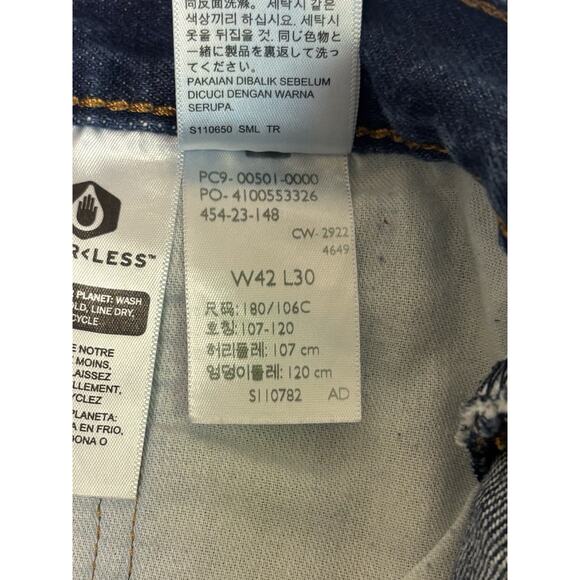 同反面洗滌。세탁시 같은
색상끼리 하십시요. 세탁시
옷을 뒤집을 것. 同じ色物と
一緒に製品を裏返して洗っ
てください。
PAKAIAN DIBALIK SEBELUM
DICUCI DENGAN WARNA
SERUPA.
S110650 SML TR
PC9- 00501-0000
PO- 4100553326
454-23-148
CW- 2922
4649
W42 L30
尺码: 180/106C
호칭: 107-120
허리둘레: 107 cm
엉덩이둘레: 120 cm
S110782 AD
R<LESS™
PLANET: WASH
OLD, LINE DRY,
CYCLE
E NOTRE
MOINS,
LAISSEZ
LLEMENT,
YCLEZ
PLANETA:
A EN FRIO,
DONA O